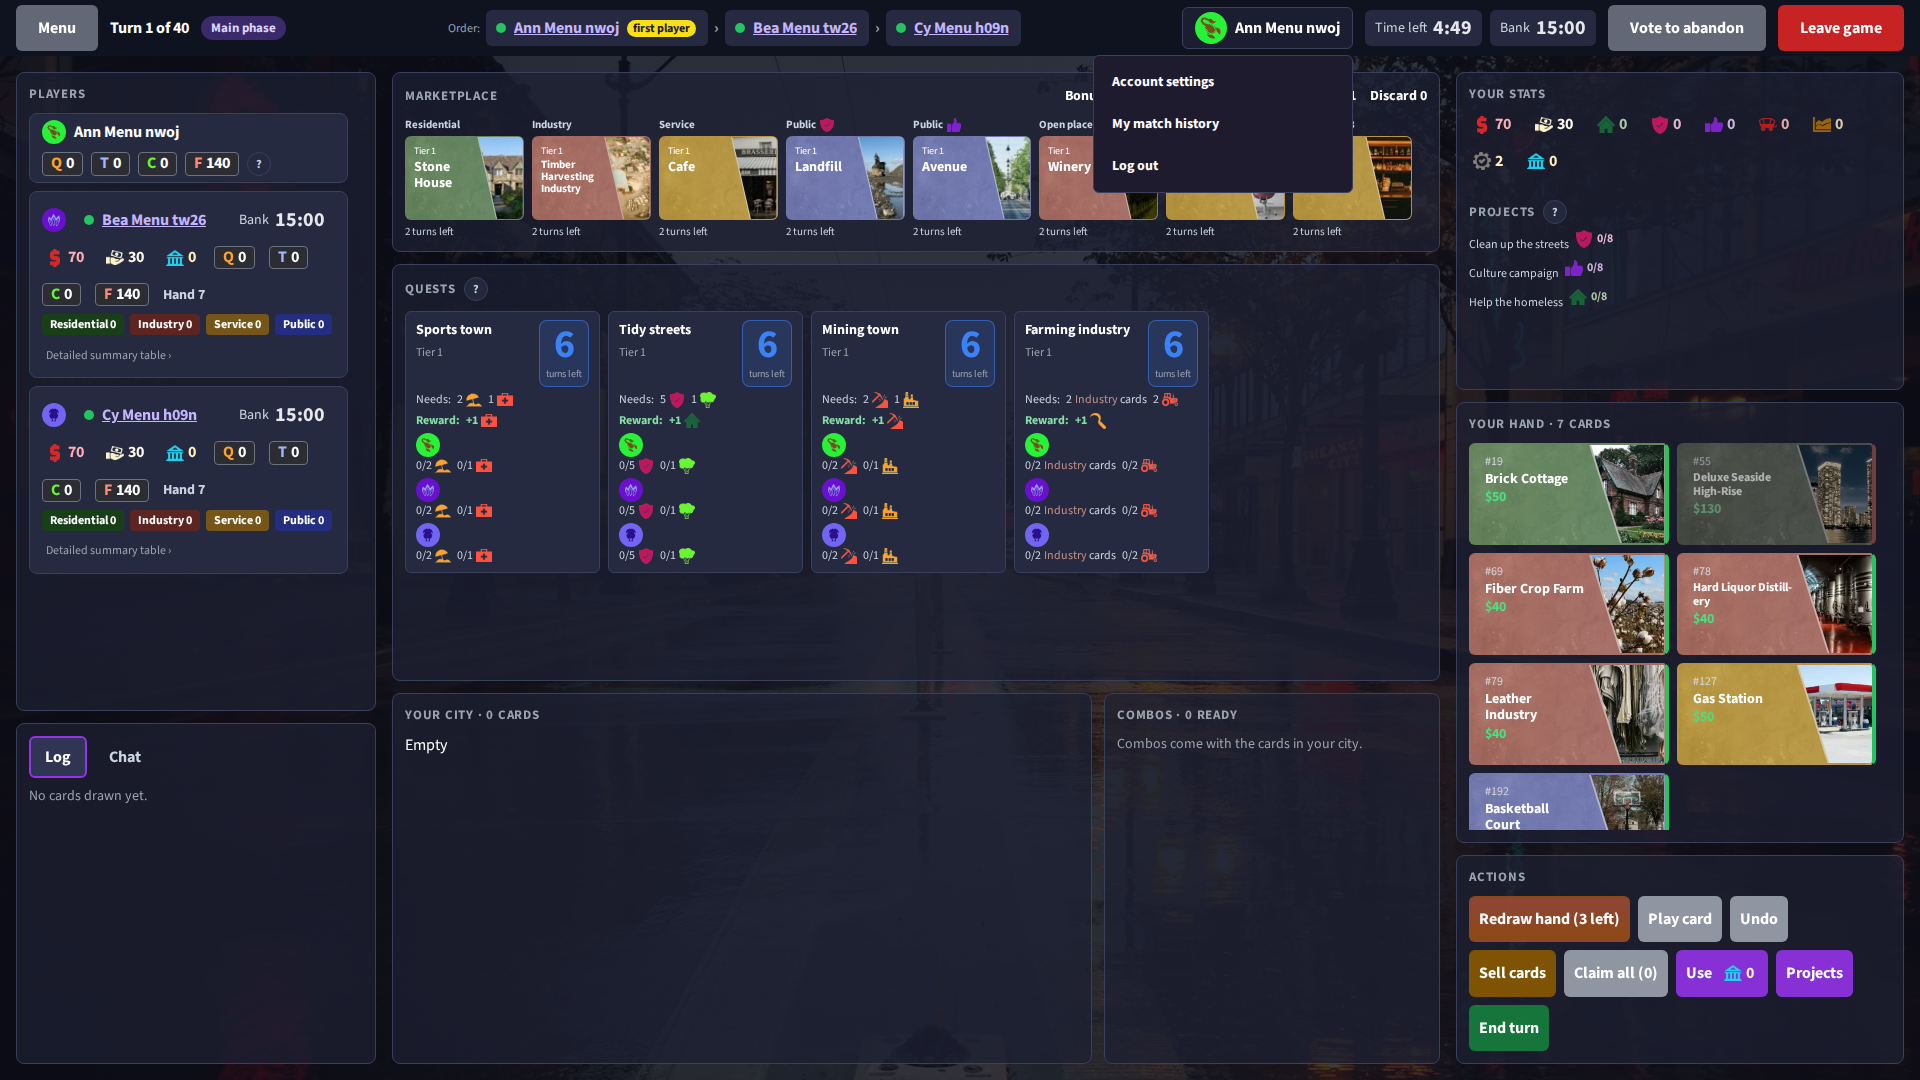 Menu
Turn 1 of 40
Main phase
Order:
Ann Menu nwoj
first player
›
Bea Menu tw26
›
Cy Menu h09n
Ann Menu nwoj
Time left 4:49
Bank 15:00
Vote to abandon
Leave game
Account settings
My match history
Log out
PLAYERS
Ann Menu nwoj
Q 0
T 0
C 0
F 140
?
Bea Menu tw26
Bank 15:00
70
30
0
Q 0
T 0
C 0
F 140
Hand 7
Residential 0
Industry 0
Service 0
Public 0
Detailed summary table ›
Cy Menu h09n
Bank 15:00
70
30
0
Q 0
T 0
C 0
F 140
Hand 7
Residential 0
Industry 0
Service 0
Public 0
Detailed summary table ›
Log
Chat
No cards drawn yet.
MARKETPLACE
Discard 0
Residential
Tier 1
Stone
House
2 turns left
Industry
Tier 1
Timber
Harvesting
Industry
2 turns left
Service
Tier 1
Cafe
2 turns left
Public
Tier 1
Landfill
2 turns left
Public
Tier 1
Avenue
2 turns left
Open place
Tier 1
Winery
2 turns left
2 turns left
2 turns left
QUESTS
?
Sports town
Tier 1
6
turns left
Needs: 2 1
Reward: +1
0/2 0/1
0/2 0/1
0/2 0/1
Tidy streets
Tier 1
6
turns left
Needs: 5 1
Reward: +1
0/5 0/1
0/5 0/1
0/5 0/1
Mining town
Tier 1
6
turns left
Needs: 2 1
Reward: +1
0/2 0/1
0/2 0/1
0/2 0/1
Farming industry
Tier 1
6
turns left
Needs: 2 Industry cards 2
Reward: +1
0/2 Industry cards 0/2
0/2 Industry cards 0/2
0/2 Industry cards 0/2
YOUR CITY · 0 CARDS
Empty
COMBOS · 0 READY
Combos come with the cards in your city.
YOUR STATS
70
30
0
0
0
0
0
2
0
PROJECTS
?
Clean up the streets 0/8
Culture campaign 0/8
Help the homeless 0/8
YOUR HAND · 7 CARDS
#19
Brick Cottage
$50
#55
Deluxe Seaside
High-Rise
$130
#69
Fiber Crop Farm
$40
#78
Hard Liquor Distill-
ery
$40
#79
Leather
Industry
$40
#127
Gas Station
$50
#192
Basketball
Court
ACTIONS
Redraw hand (3 left)
Play card
Undo
Sell cards
Claim all (0)
Use 0
Projects
End turn